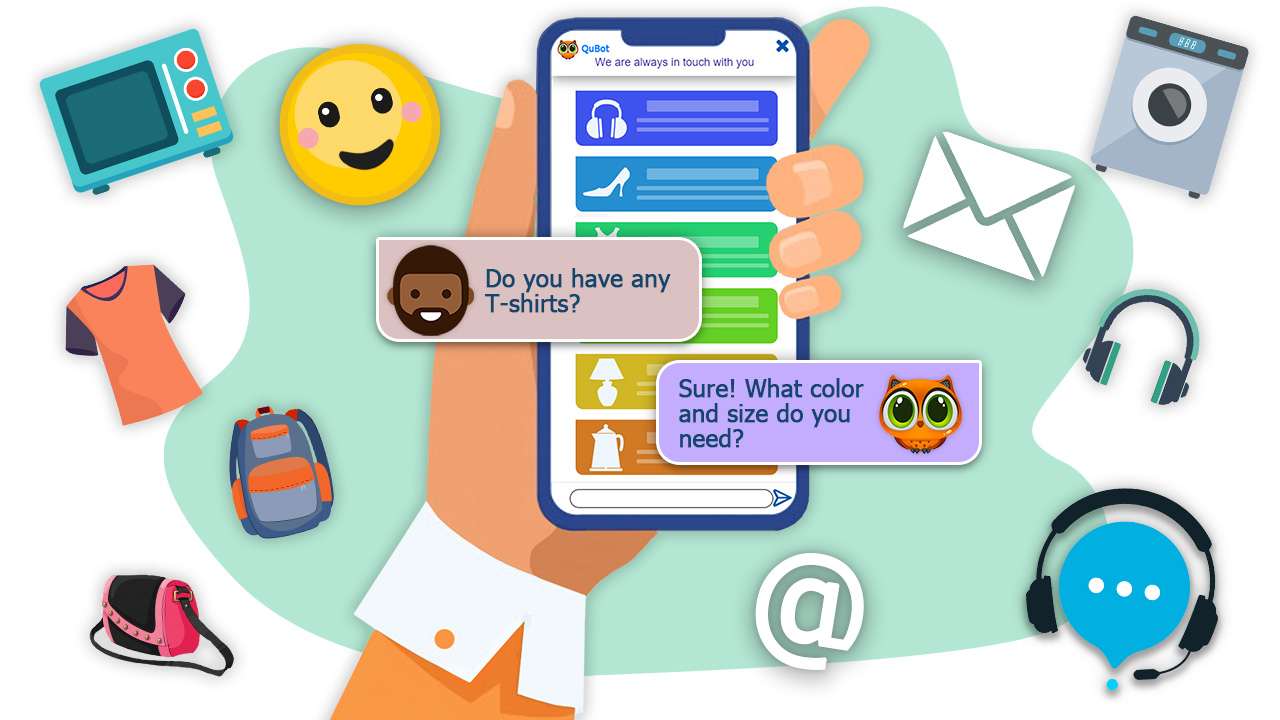 QuBot
We are always in touch with you
Do you have any
T-shirts?
Sure! What color
and size do you
need?
@
888